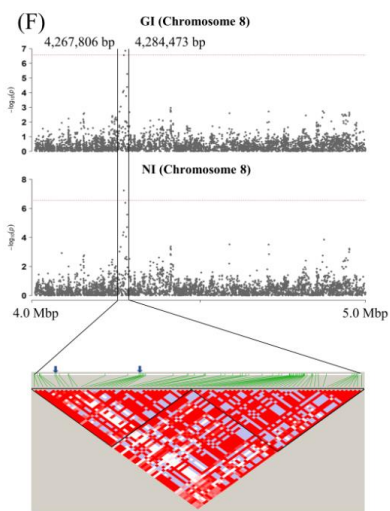 (F)
GI (Chromosome 8)
4,267,806 bp
4,284,473 bp
7
6
5
4
3
2
1
0
-log₁₀(p)
NI (Chromosome 8)
8
6
4
2
0
-log₁₀(p)
4.0 Mbp
5.0 Mbp